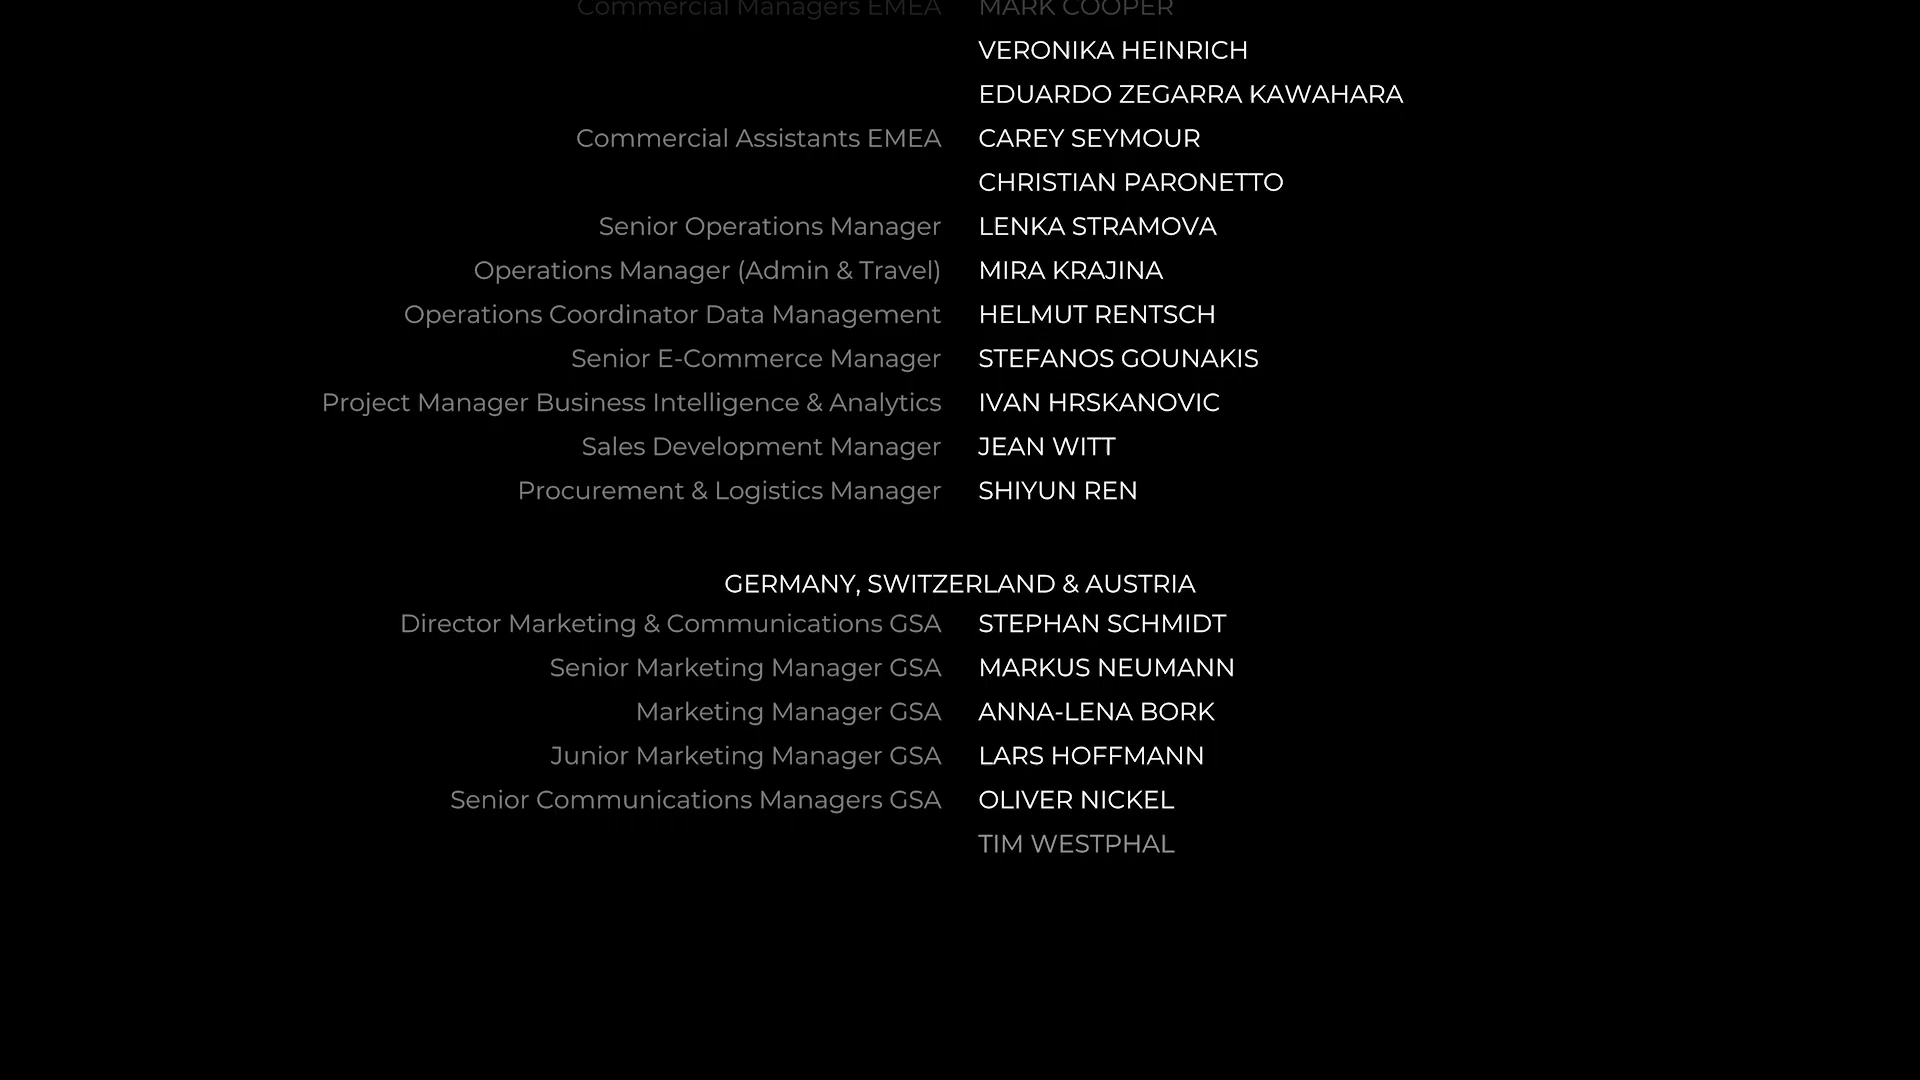 Commercial Managers EMEA MARK COOPER
VERONIKA HEINRICH
EDUARDO ZEGARRA KAWAHARA
Commercial Assistants EMEA CAREY SEYMOUR
CHRISTIAN PARONETTO
Senior Operations Manager LENKA STRAMOVA
Operations Manager (Admin & Travel) MIRA KRAJINA
Operations Coordinator Data Management HELMUT RENTSCH
Senior E-Commerce Manager STEFANOS GOUNAKIS
Project Manager Business Intelligence & Analytics IVAN HRSKANOVIC
Sales Development Manager JEAN WITT
Procurement & Logistics Manager SHIYUN REN
GERMANY, SWITZERLAND & AUSTRIA
Director Marketing & Communications GSA STEPHAN SCHMIDT
Senior Marketing Manager GSA MARKUS NEUMANN
Marketing Manager GSA ANNA-LENA BORK
Junior Marketing Manager GSA LARS HOFFMANN
Senior Communications Managers GSA OLIVER NICKEL
TIM WESTPHAL